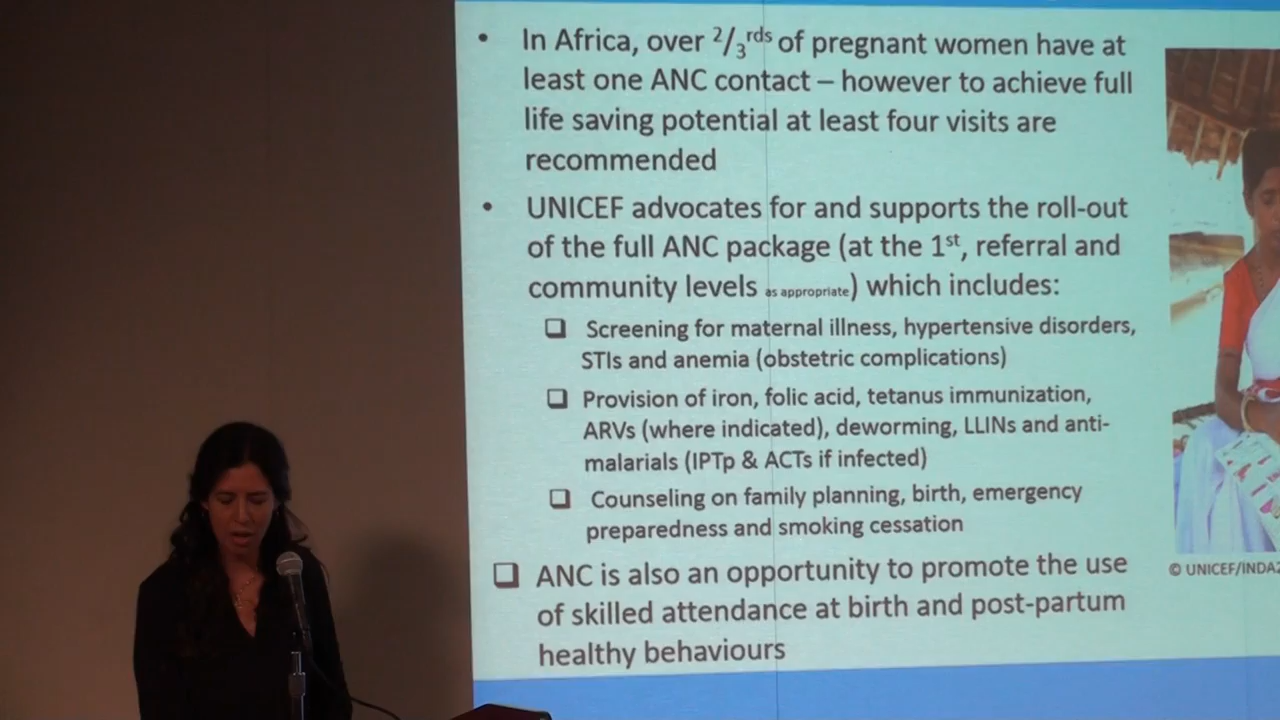 • In Africa, over 2/3rds of pregnant women have at
least one ANC contact – however to achieve full
life saving potential at least four visits are
recommended
• UNICEF advocates for and supports the roll-out
of the full ANC package (at the 1st, referral and
community levels as appropriate) which includes:
❑ Screening for maternal illness, hypertensive disorders,
STIs and anemia (obstetric complications)
❑ Provision of iron, folic acid, tetanus immunization,
ARVs (where indicated), deworming, LLINs and anti-
malarials (IPTp & ACTs if infected)
❑ Counseling on family planning, birth, emergency
preparedness and smoking cessation
❑ ANC is also an opportunity to promote the use
of skilled attendance at birth and post-partum
healthy behaviours
© UNICEF/INDA2